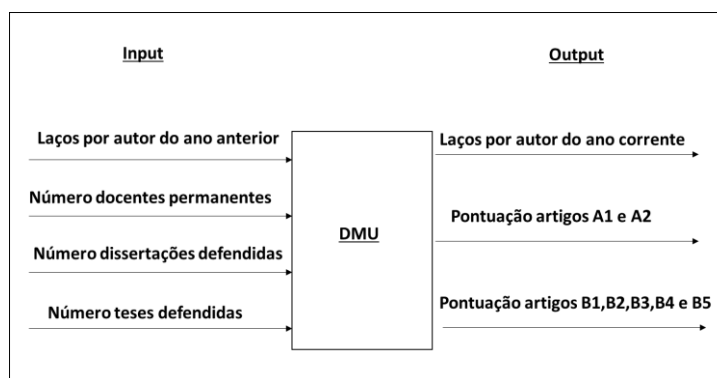 Input
Output
Laços por autor do ano anterior
Laços por autor do ano corrente
Número docentes permanentes
Pontuação artigos A1 e A2
DMU
Número dissertações defendidas
Número teses defendidas
Pontuação artigos B1,B2,B3,B4 e B5